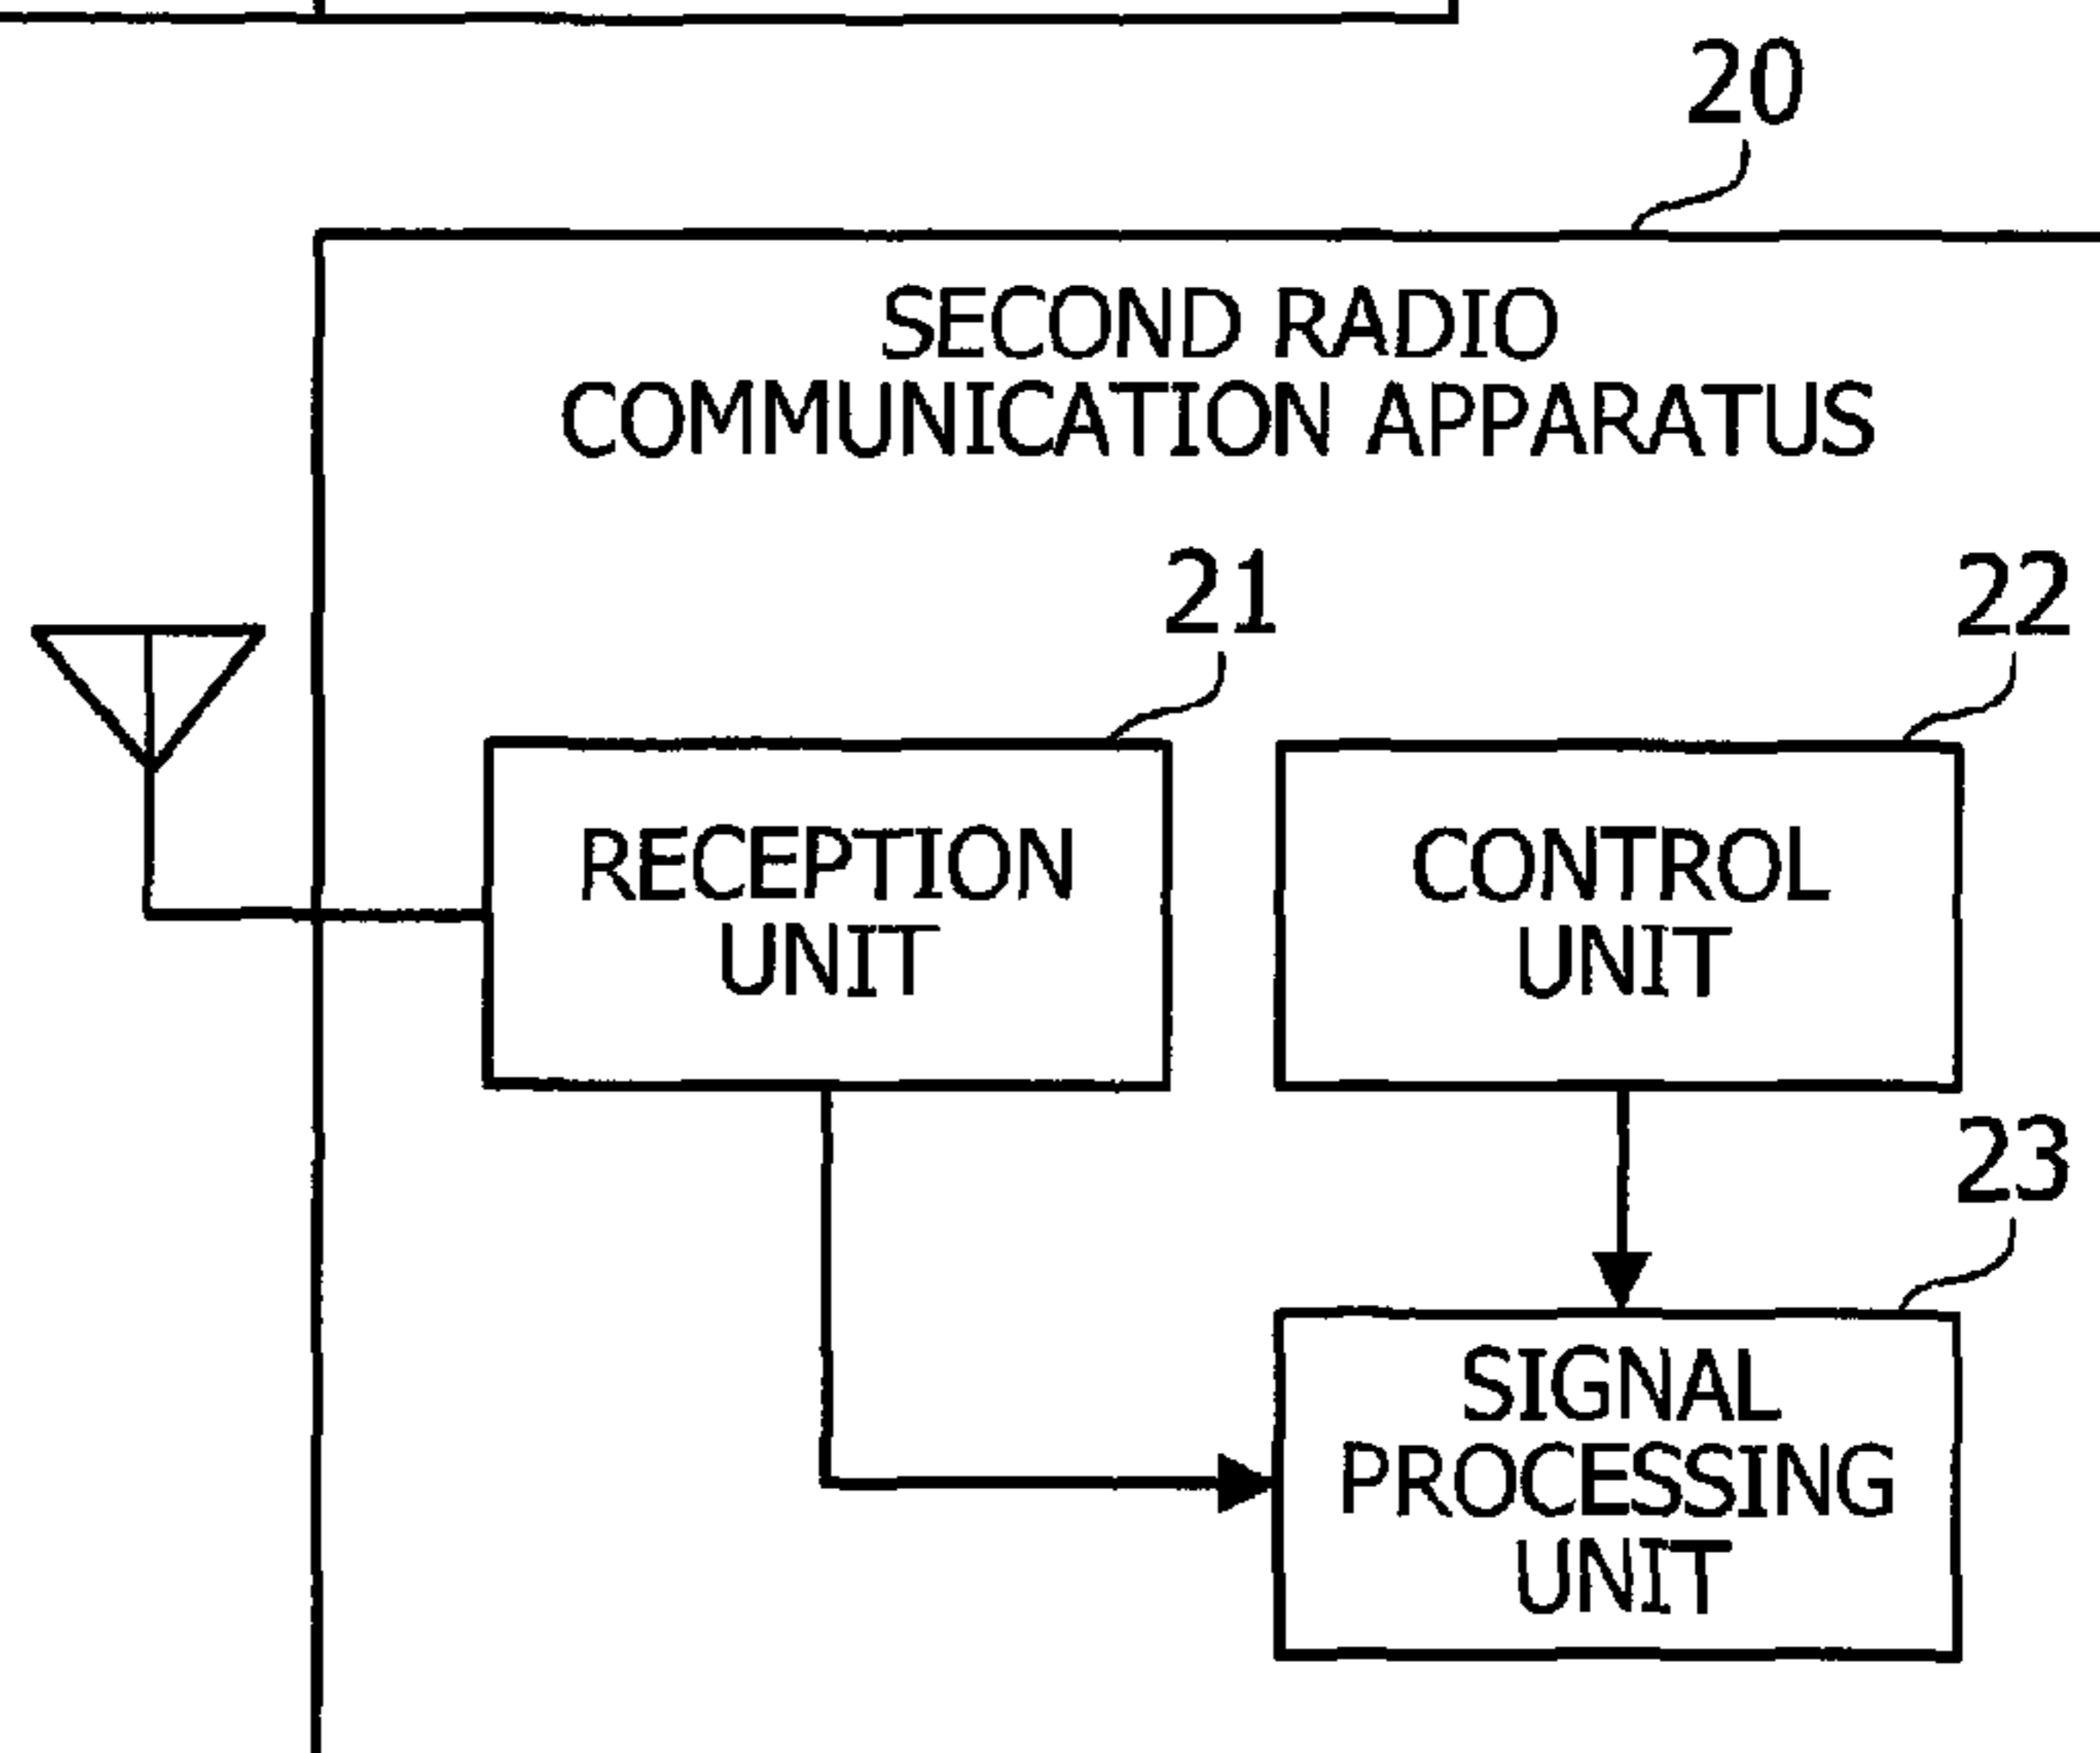 20
SECOND RADIO
COMMUNICATION APPARATUS
21
22
RECEPTION
UNIT
CONTROL
UNIT
23
SIGNAL
PROCESSING
UNIT